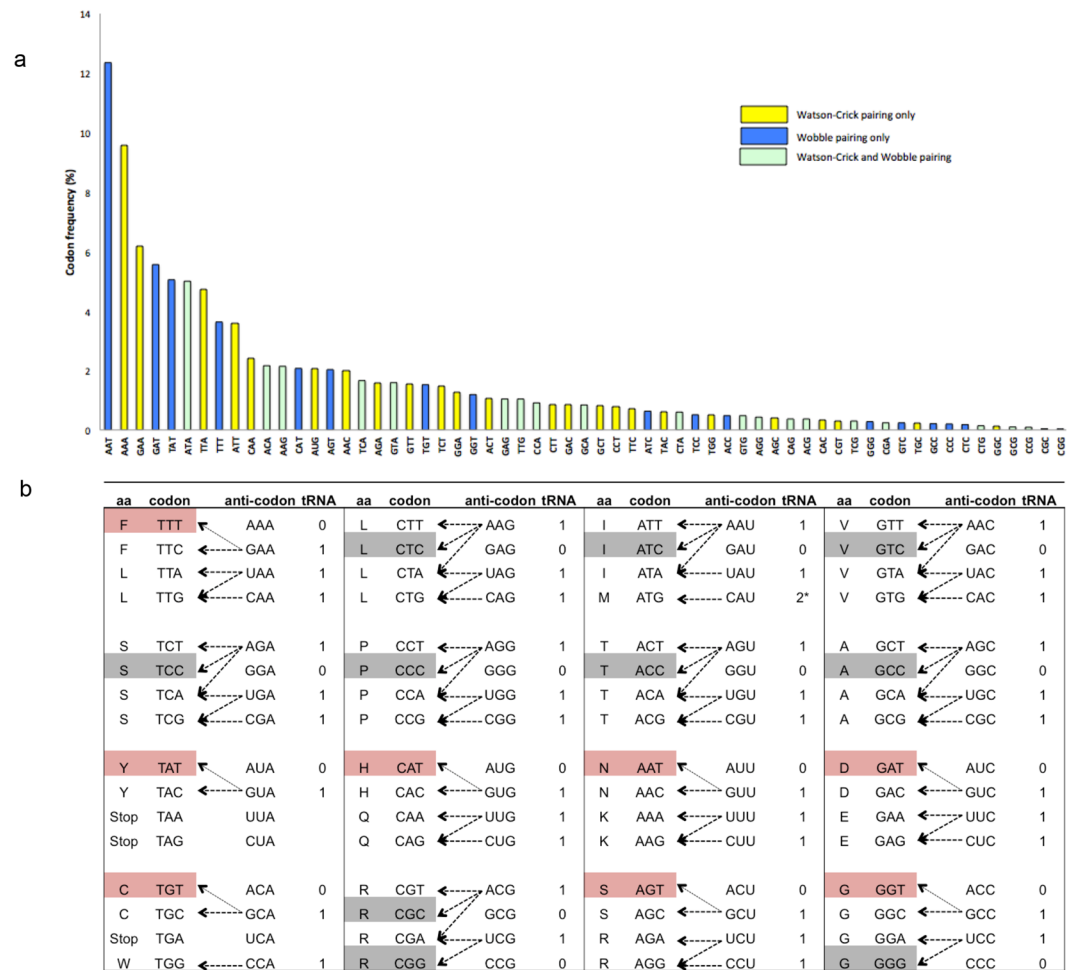 a
14
12
10
8
6
4
2
0
Codon frequency (%)
Watson-Crick pairing only
Wobble pairing only
Watson-Crick and Wobble pairing
AAT AAA GAA GAT TAT ATA TTA TTT ATT CAA ACA AAG CAT AUG AGT AAC TCA AGA GTA GTT TGT TCT GGA GGT ACT GAG TTG CCA CTT GAC GCA GCT CCT TTC ATC TAC CTA TCC TGG ACC GTG AGG AGC CAG ACG CAC CGT TCG GGG CGA GTC TGC GCC CCC CTC CTG GGC GCG CCG CGC CGG
b
aa codon anti-codon tRNA aa codon anti-codon tRNA aa codon anti-codon tRNA aa codon anti-codon tRNA
F TTT AAA 0 L CTT AAG 1 I ATT AAU 1 V GTT AAC 1
F TTC GAA 1 L CTC GAG 0 I ATC GAU 0 V GTC GAC 0
L TTA UAA 1 L CTA UAG 1 I ATA UAU 1 V GTA UAC 1
L TTG CAA 1 L CTG CAG 1 M ATG CAU 2* V GTG CAC 1
S TCT AGA 1 P CCT AGG 1 T ACT AGU 1 A GCT AGC 1
S TCC GGA 0 P CCC GGG 0 T ACC GGU 0 A GCC GGC 0
S TCA UGA 1 P CCA UGG 1 T ACA UGU 1 A GCA UGC 1
S TCG CGA 1 P CCG CGG 1 T ACG CGU 1 A GCG CGC 1
Y TAT AUA 0 H CAT AUG 0 N AAT AUU 0 D GAT AUC 0
Y TAC GUA 1 H CAC GUG 1 N AAC GUU 1 D GAC GUC 1
Stop TAA UUA Q CAA UUG 1 K AAA UUU 1 E GAA UUC 1
Stop TAG CUA Q CAG CUG 1 K AAG CUU 1 E GAG CUC 1
C TGT ACA 0 R CGT ACG 1 S AGT ACU 0 G GGT ACC 0
C TGC GCA 1 R CGC GCG 0 S AGC GCU 1 G GGC GCC 1
Stop TGA UCA R CGA UCG 1 R AGA UCU 1 G GGA UCC 1
W TGG CCA 1 R CGG CCG 0 R AGG CCU 1 G GGG CCC 0